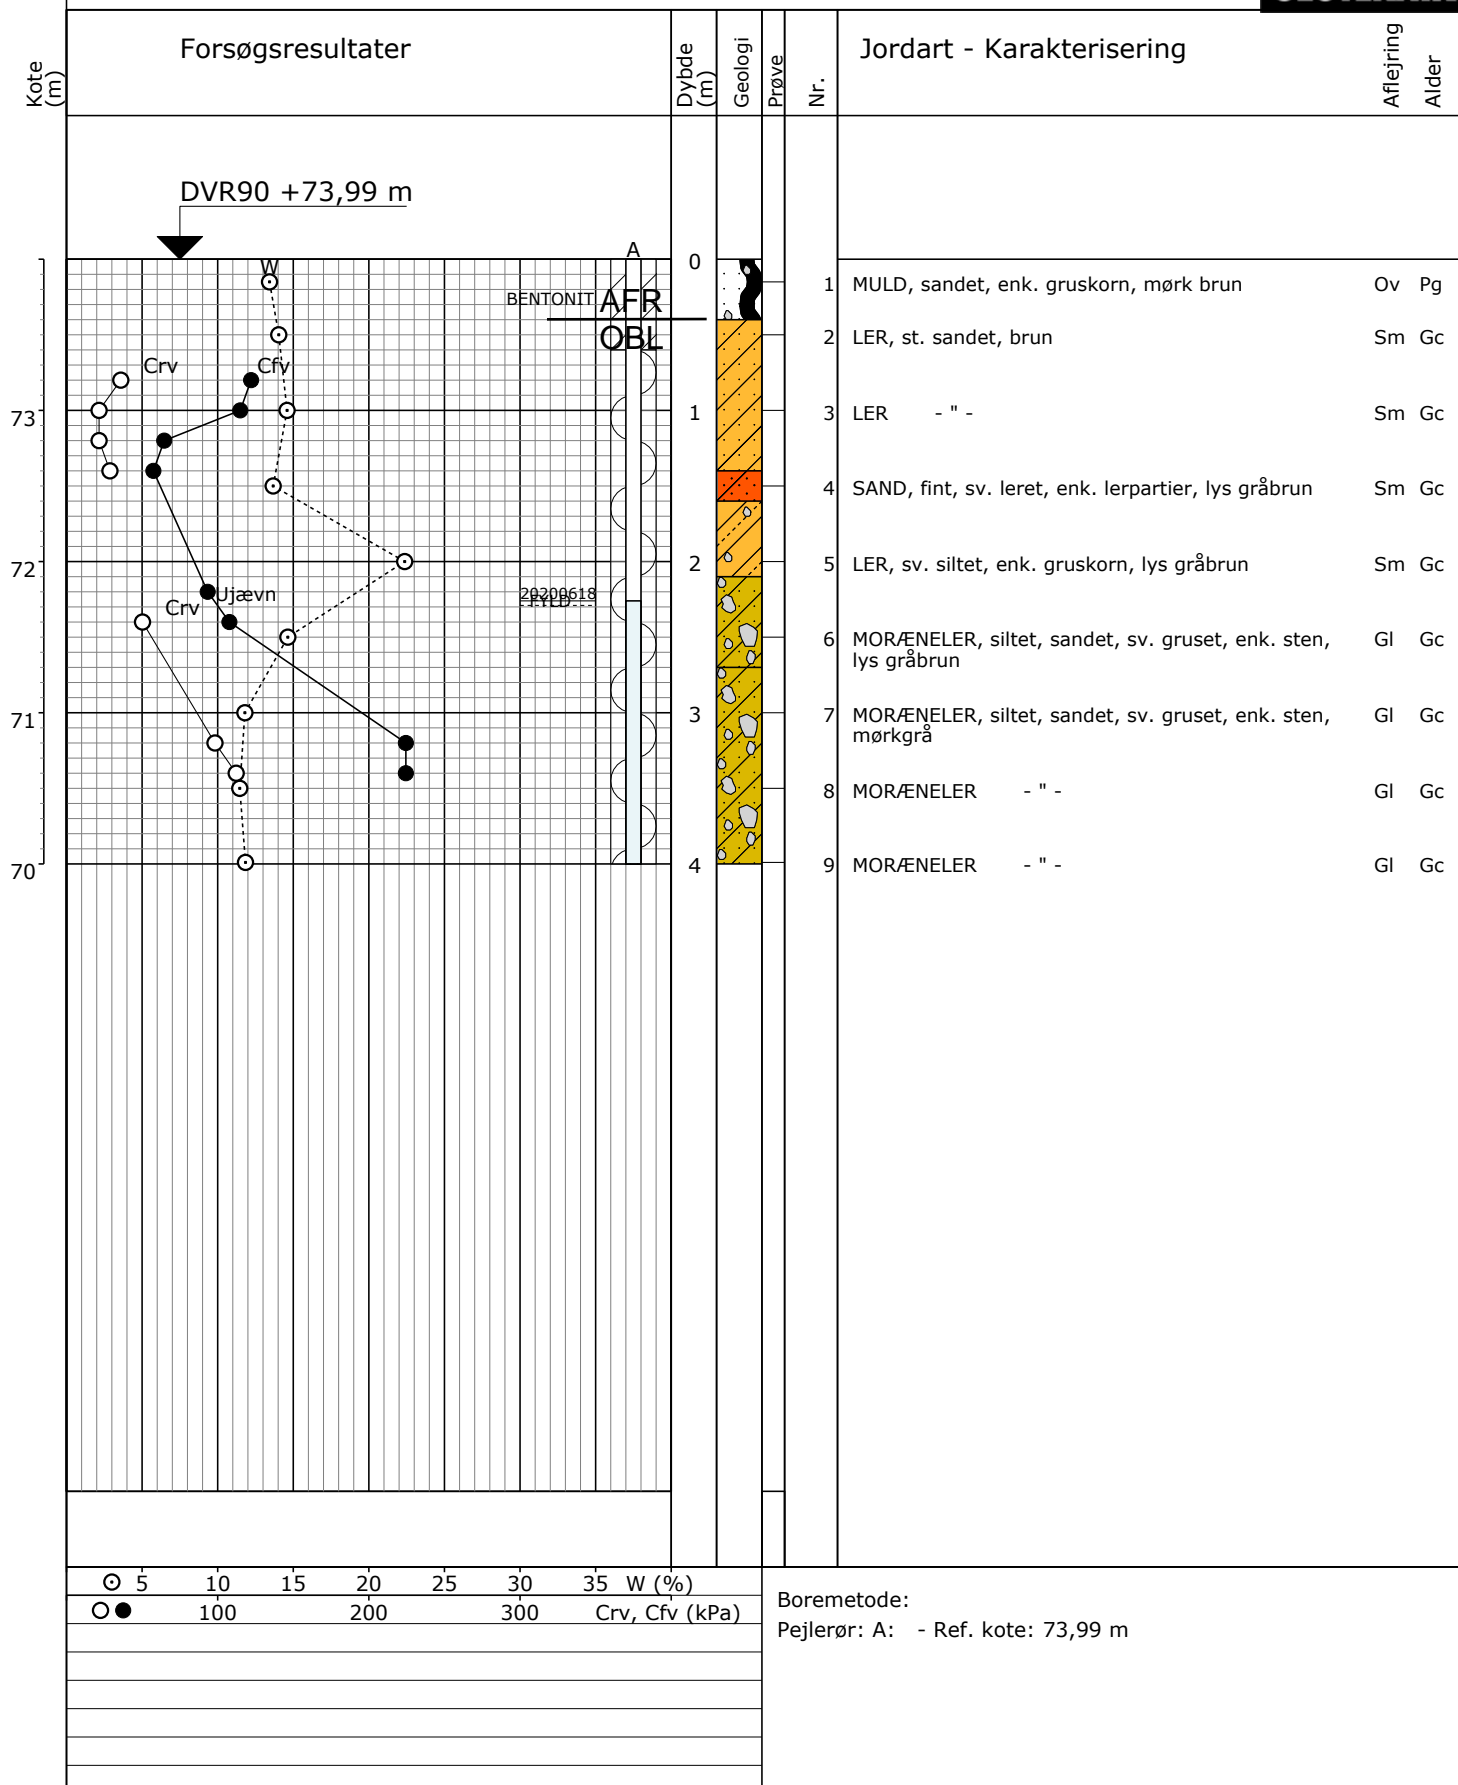 Forsøgsresultater
Kote (m)
Dybde (m)
Geologi
Prøve
Nr.
Jordart - Karakterisering
Aflejring
Alder
DVR90 +73,99 m
A
W
0
BENTONIT AFR
OBL
1 MULD, sandet, enk. gruskorn, mørk brun Ov Pg
2 LER, st. sandet, brun Sm Gc
Crv Cfv
73
1
3 LER - " - Sm Gc
4 SAND, fint, sv. leret, enk. lerpartier, lys gråbrun Sm Gc
72
2
5 LER, sv. siltet, enk. gruskorn, lys gråbrun Sm Gc
Crv Ujævn
20200618
FYLD
6 MORÆNELER, siltet, sandet, sv. gruset, enk. sten, Gl Gc
lys gråbrun
71
3
7 MORÆNELER, siltet, sandet, sv. gruset, enk. sten, Gl Gc
mørkgrå
8 MORÆNELER - " - Gl Gc
70
4
9 MORÆNELER - " - Gl Gc
5 10 15 20 25 30 35 W (%)
100 200 300 Crv, Cfv (kPa)
Boremetode:
Pejlerør: A: - Ref. kote: 73,99 m